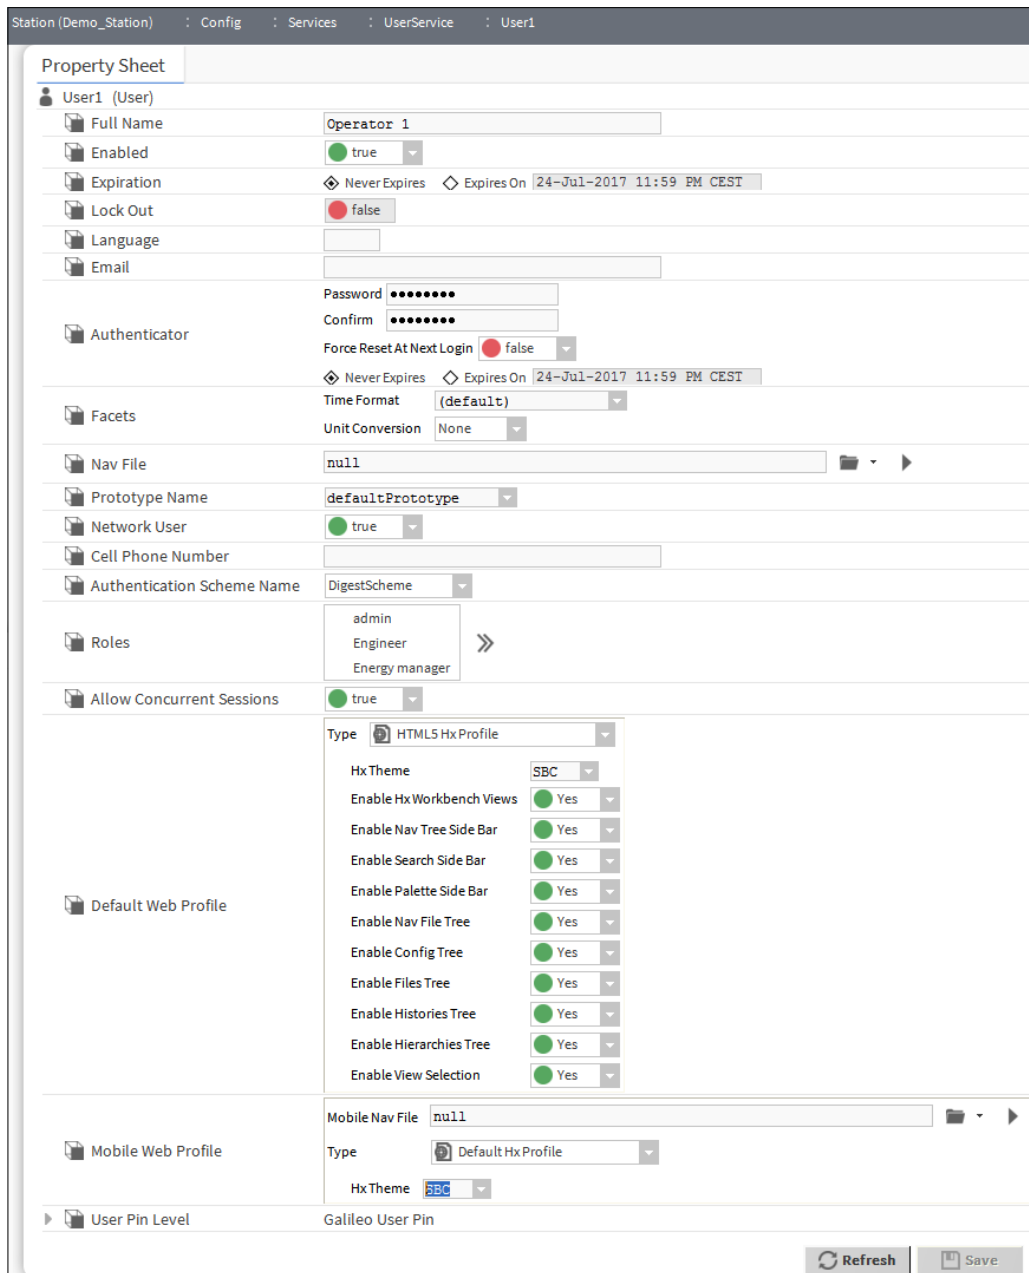 Station (Demo_Station) : Config : Services : UserService : User1
Property Sheet
User1 (User)
Full Name Operator 1
Enabled true
Expiration Never Expires Expires On 24-Jul-2017 11:59 PM CEST
Lock Out false
Language
Email
Password ●●●●●●●●
Confirm ●●●●●●●●
Authenticator
Force Reset At Next Login false
Never Expires Expires On 24-Jul-2017 11:59 PM CEST
Time Format (default)
Facets
Unit Conversion None
Nav File null
Prototype Name defaultPrototype
Network User true
Cell Phone Number
Authentication Scheme Name DigestScheme
admin
Roles Engineer
Energy manager
Allow Concurrent Sessions true
Type HTML5 Hx Profile
Hx Theme SBC
Enable Hx Workbench Views Yes
Enable Nav Tree Side Bar Yes
Enable Search Side Bar Yes
Enable Palette Side Bar Yes
Default Web Profile
Enable Nav File Tree Yes
Enable Config Tree Yes
Enable Files Tree Yes
Enable Histories Tree Yes
Enable Hierarchies Tree Yes
Enable View Selection Yes
Mobile Nav File null
Mobile Web Profile Type Default Hx Profile
Hx Theme SBC
User Pin Level Galileo User Pin
Refresh Save